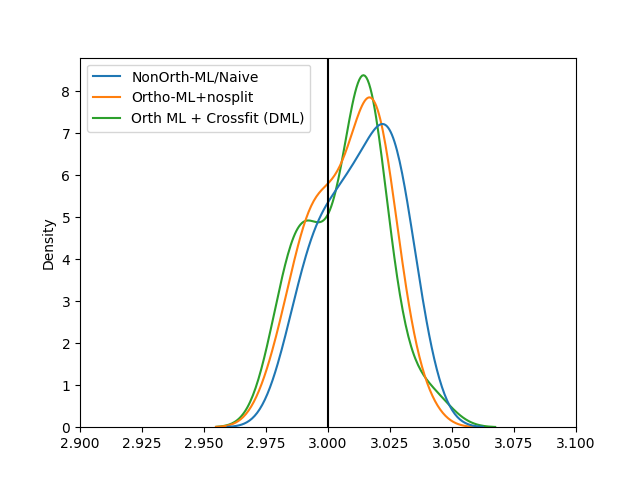 NonOrth-ML/Naive
Ortho-ML+nosplit
Orth ML + Crossfit (DML)
Density
8
7
6
5
4
3
2
1
0
2.900 2.925 2.950 2.975 3.000 3.025 3.050 3.075 3.100